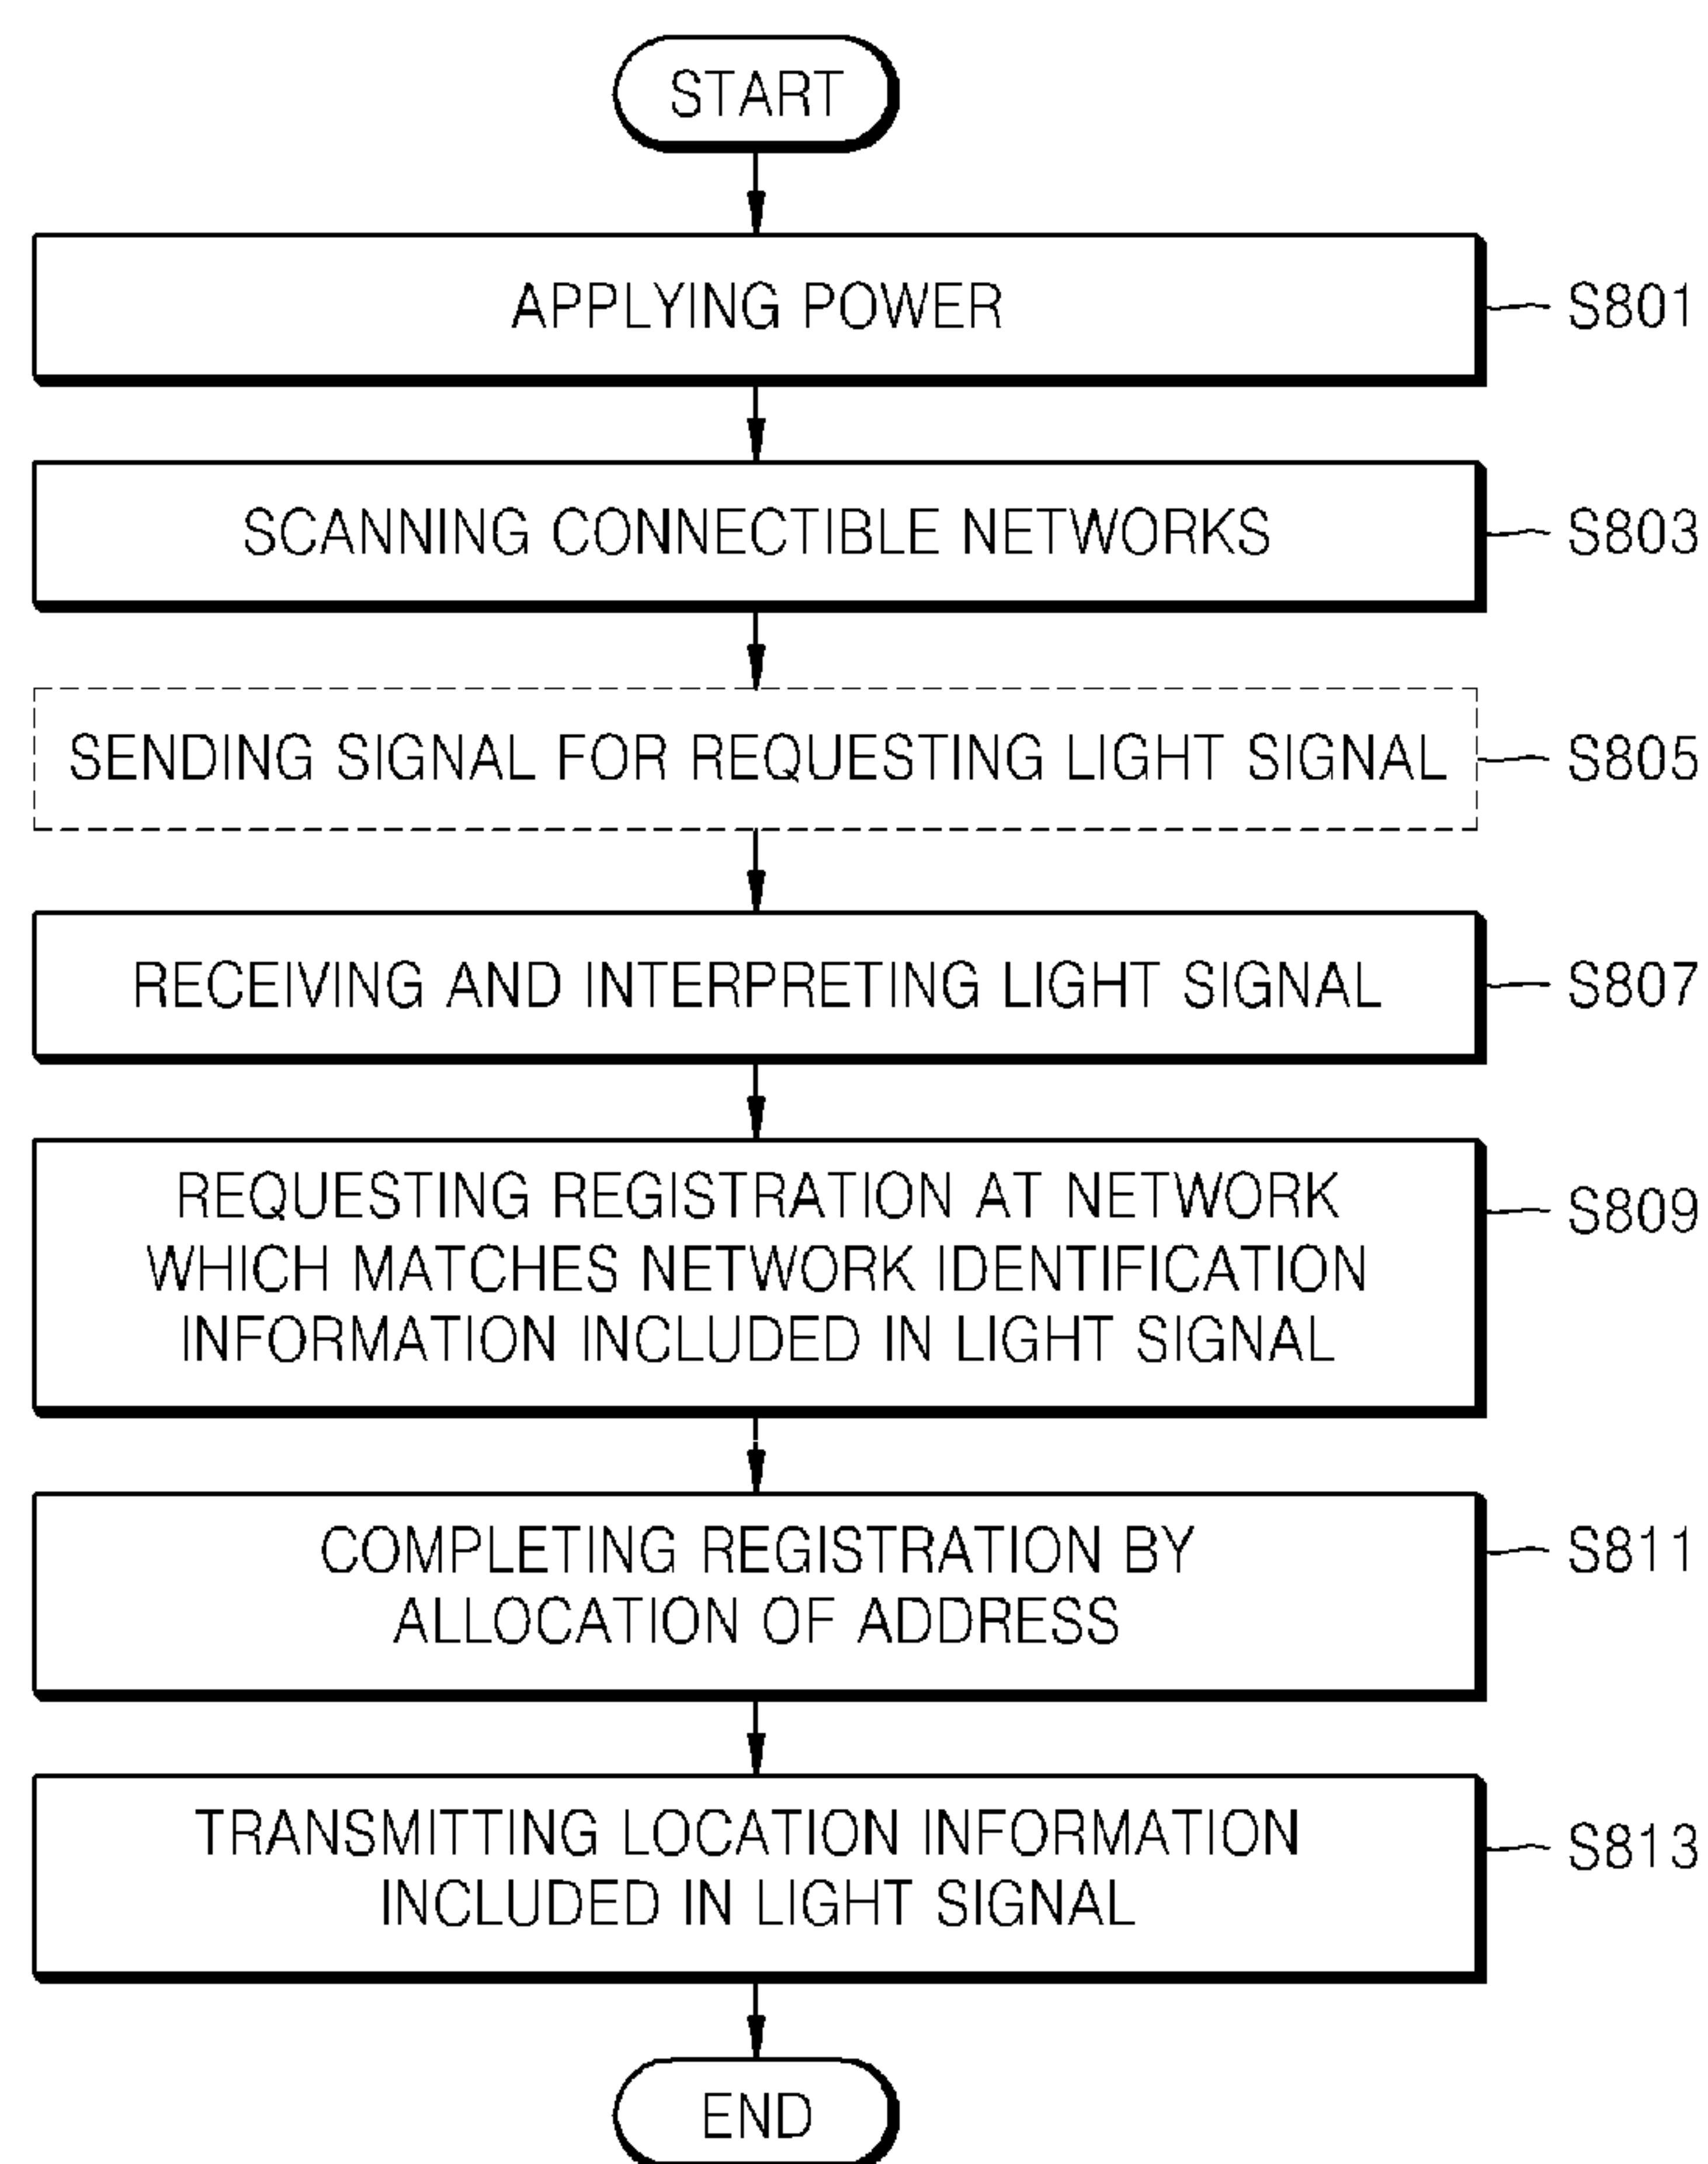 START
APPLYING POWER
S801
SCANNING CONNECTIBLE NETWORKS
S803
SENDING SIGNAL FOR REQUESTING LIGHT SIGNAL
S805
RECEIVING AND INTERPRETING LIGHT SIGNAL
S807
REQUESTING REGISTRATION AT NETWORK
WHICH MATCHES NETWORK IDENTIFICATION
INFORMATION INCLUDED IN LIGHT SIGNAL
S809
COMPLETING REGISTRATION BY
ALLOCATION OF ADDRESS
S811
TRANSMITTING LOCATION INFORMATION
INCLUDED IN LIGHT SIGNAL
S813
END